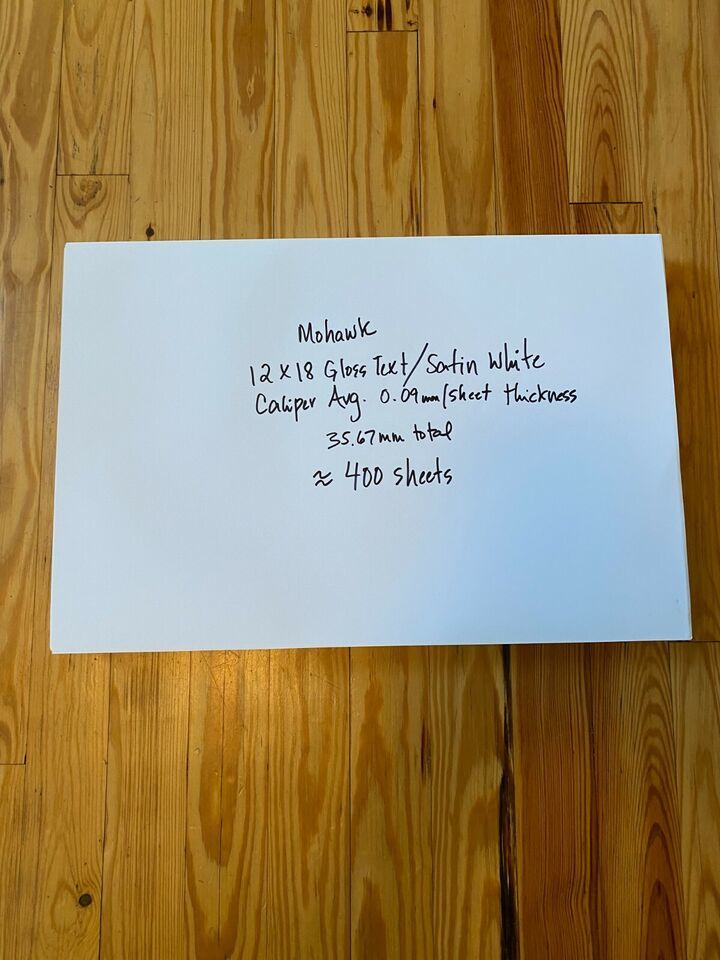 Mohawk
12 X 18 Gloss Text/Satin White
Caliper Avg. 0.09mm/sheet thickness
35.67mm total
≈ 400 sheets